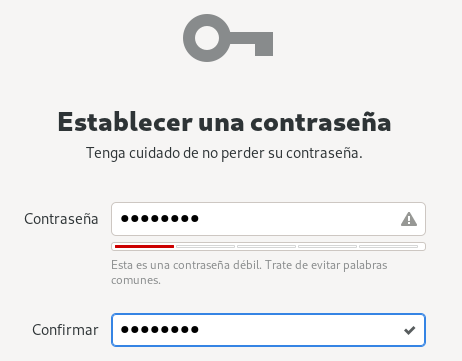 Establecer una contraseña
Tenga cuidado de no perder su contraseña.
Contraseña ●●●●●●●●
Esta es una contraseña débil. Trate de evitar palabras
comunes.
Confirmar ●●●●●●●●